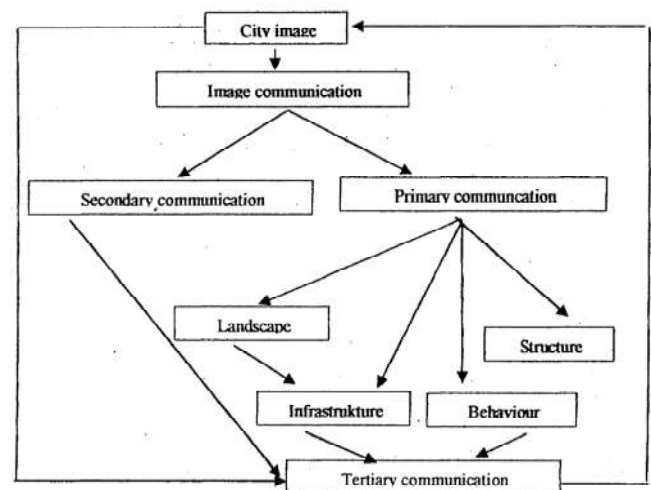 City image
Image communication
Secondary communication
Primary communcation
Landscape
Structure
Infrastrukture
Behaviour
Tertiary communication